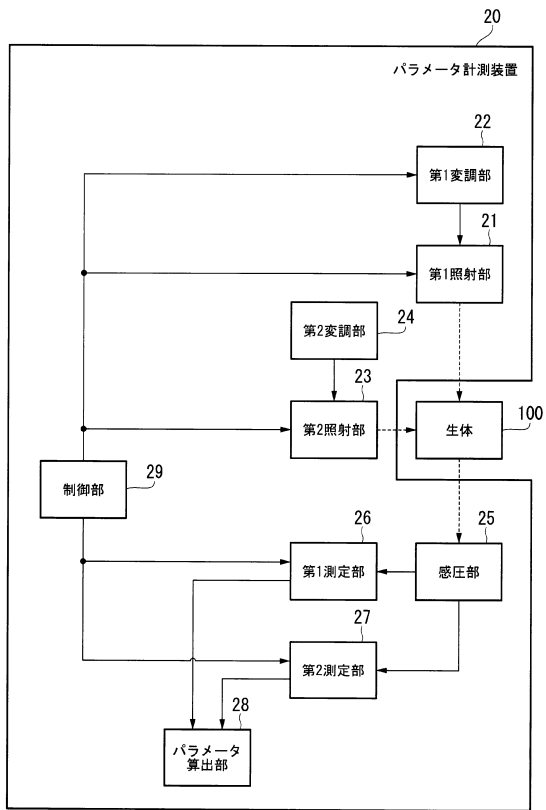 20
パラメータ計測装置
22
第1変調部
21
第1照射部
第2変調部
24
23
第2照射部
生体
100
制御部
29
26
第1測定部
25
感圧部
27
第2測定部
28
パラメータ
算出部